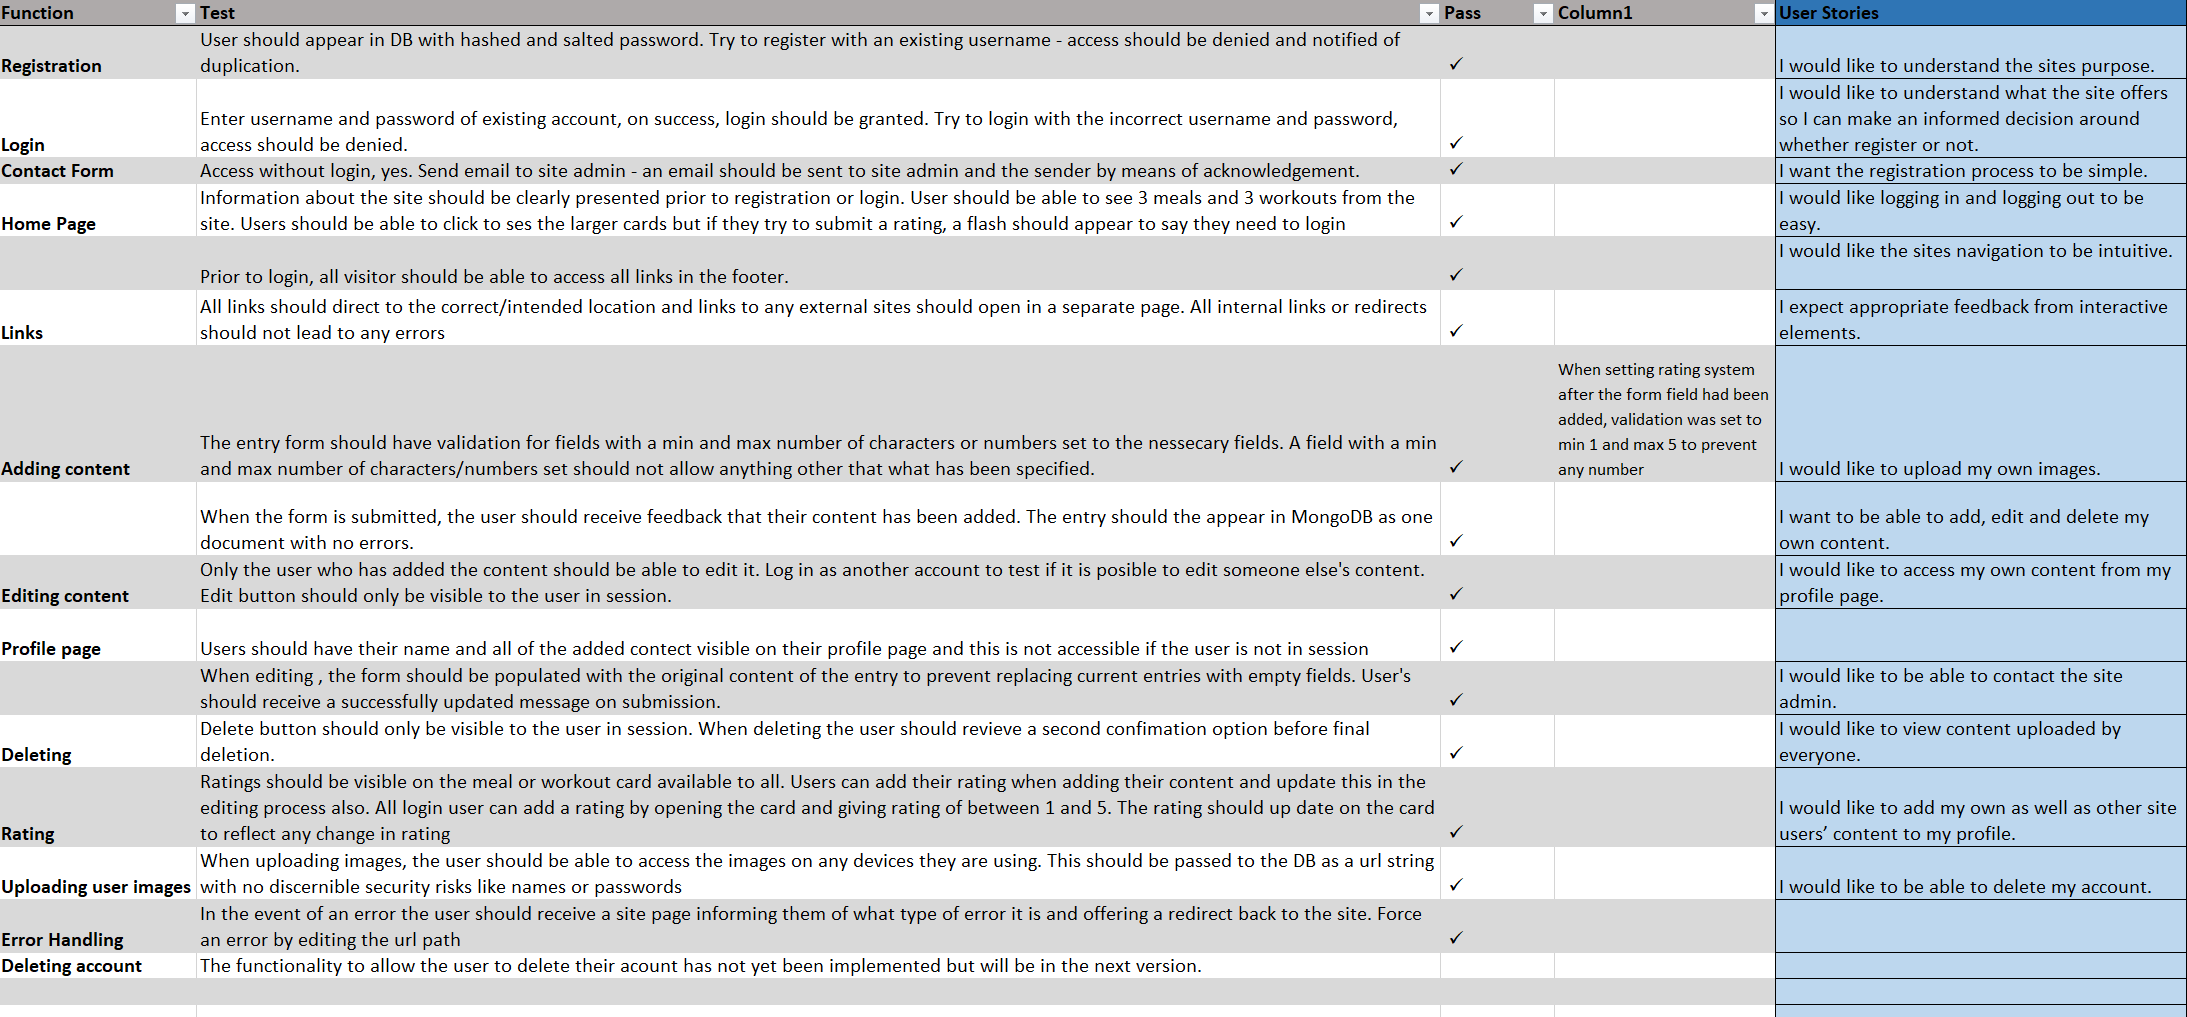 Function Test Pass Column1 User Stories
User should appear in DB with hashed and salted password. Try to register with an existing username - access should be denied and notified of
Registration duplication. ✓ I would like to understand the sites purpose.
I would like to understand what the site offers
Enter username and password of existing account, on success, login should be granted. Try to login with the incorrect username and password, so I can make an informed decision around
Login access should be denied. ✓ whether register or not.
Contact Form Access without login, yes. Send email to site admin - an email should be sent to site admin and the sender by means of acknowledgement. ✓ I want the registration process to be simple.
Information about the site should be clearly presented prior to registration or login. User should be able to see 3 meals and 3 workouts from the I would like logging in and logging out to be
Home Page site. Users should be able to click to ses the larger cards but if they try to submit a rating, a flash should appear to say they need to login ✓ easy.
I would like the sites navigation to be intuitive.
Prior to login, all visitor should be able to access all links in the footer. ✓
All links should direct to the correct/intended location and links to any external sites should open in a separate page. All internal links or redirects I expect appropriate feedback from interactive
Links should not lead to any errors ✓ elements.
When setting rating system
after the form field had been
added, validation was set to
The entry form should have validation for fields with a min and max number of characters or numbers set to the nessecary fields. A field with a min min 1 and max 5 to prevent
Adding content and max number of characters/numbers set should not allow anything other that what has been specified. ✓ any number I would like to upload my own images.
When the form is submitted, the user should receive feedback that their content has been added. The entry should the appear in MongoDB as one I want to be able to add, edit and delete my
document with no errors. ✓ own content.
Only the user who has added the content should be able to edit it. Log in as another account to test if it is posible to edit someone else's content. I would like to access my own content from my
Editing content Edit button should only be visible to the user in session. ✓ profile page.
Profile page Users should have their name and all of the added contect visible on their profile page and this is not accessible if the user is not in session ✓
When editing , the form should be populated with the original content of the entry to prevent replacing current entries with empty fields. User's I would like to be able to contact the site
should receive a successfully updated message on submission. ✓ admin.
Delete button should only be visible to the user in session. When deleting the user should revieve a second confimation option before final I would like to view content uploaded by
Deleting deletion. ✓ everyone.
Ratings should be visible on the meal or workout card available to all. Users can add their rating when adding their content and update this in the
editing process also. All login user can add a rating by opening the card and giving rating of between 1 and 5. The rating should up date on the card I would like to add my own as well as other site
Rating to reflect any change in rating ✓ users’ content to my profile.
When uploading images, the user should be able to access the images on any devices they are using. This should be passed to the DB as a url string
Uploading user images with no discernible security risks like names or passwords ✓ I would like to be able to delete my account.
In the event of an error the user should receive a site page informing them of what type of error it is and offering a redirect back to the site. Force
Error Handling an error by editing the url path ✓
Deleting account The functionality to allow the user to delete their acount has not yet been implemented but will be in the next version.